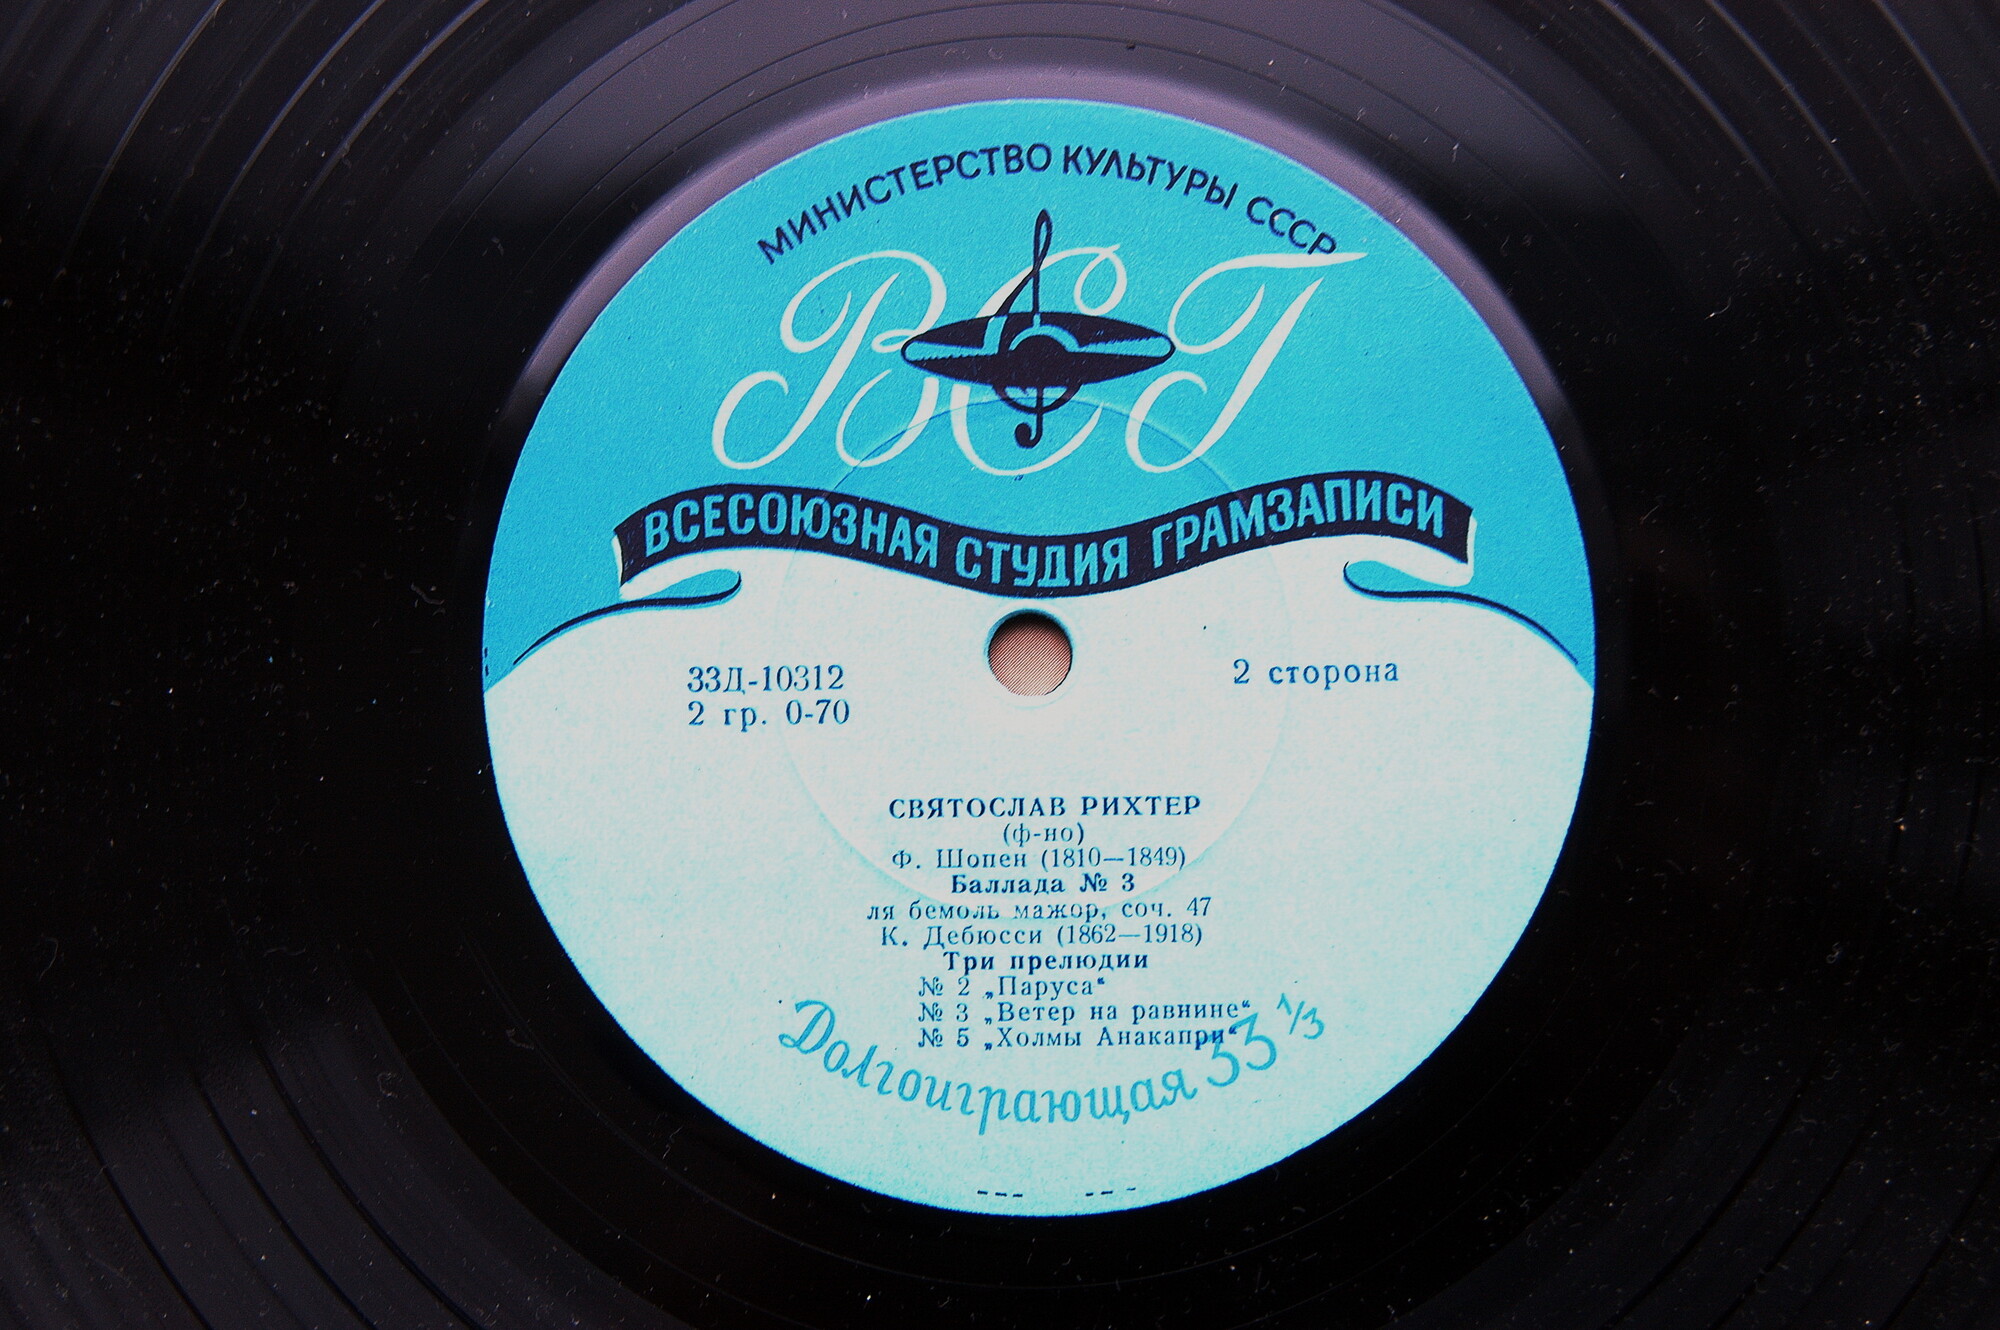 МИНИСТЕРСТВО КУЛЬТУРЫ СССР
ВСГ
ВСЕСОЮЗНАЯ СТУДИЯ ГРАМЗАПИСИ
33Д-10312
2 сторона
2 гр. 0-70
СВЯТОСЛАВ РИХТЕР
(ф-но)
Ф. Шопен (1810—1849)
Баллада № 3
ля бемоль мажор, соч. 47
К. Дебюсси (1862—1918)
Три прелюдии
№ 2 „Паруса“
№ 3 „Ветер на равнине“
№ 5 „Холмы Анакапри“
Долгоиграющая 33 1/3